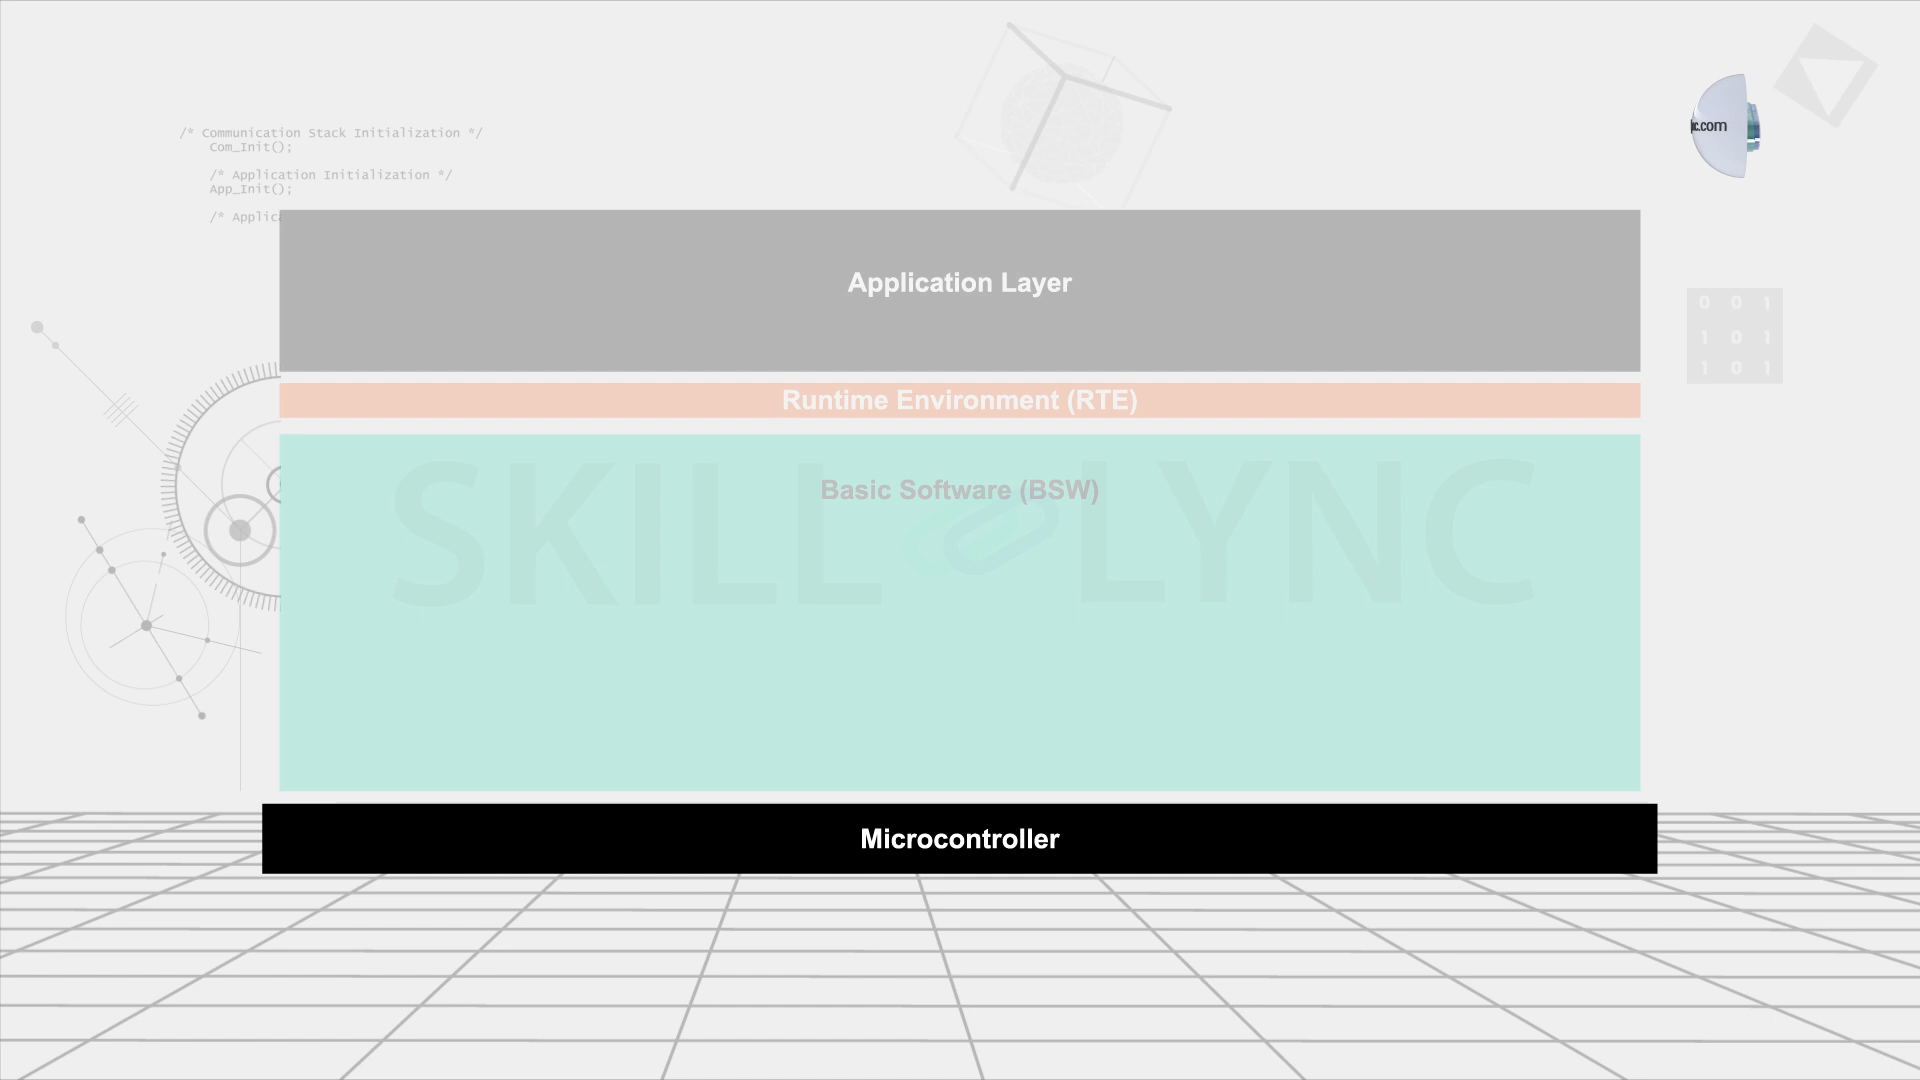 /* Communication Stack Initialization */
Com_Init();
/* Application Initialization */
App_Init();
/* Applic
.com
Application Layer
0 0 1
1 0 1
1 0 1
Runtime Environment (RTE)
Basic Software (BSW)
SKILL LYNC
Microcontroller